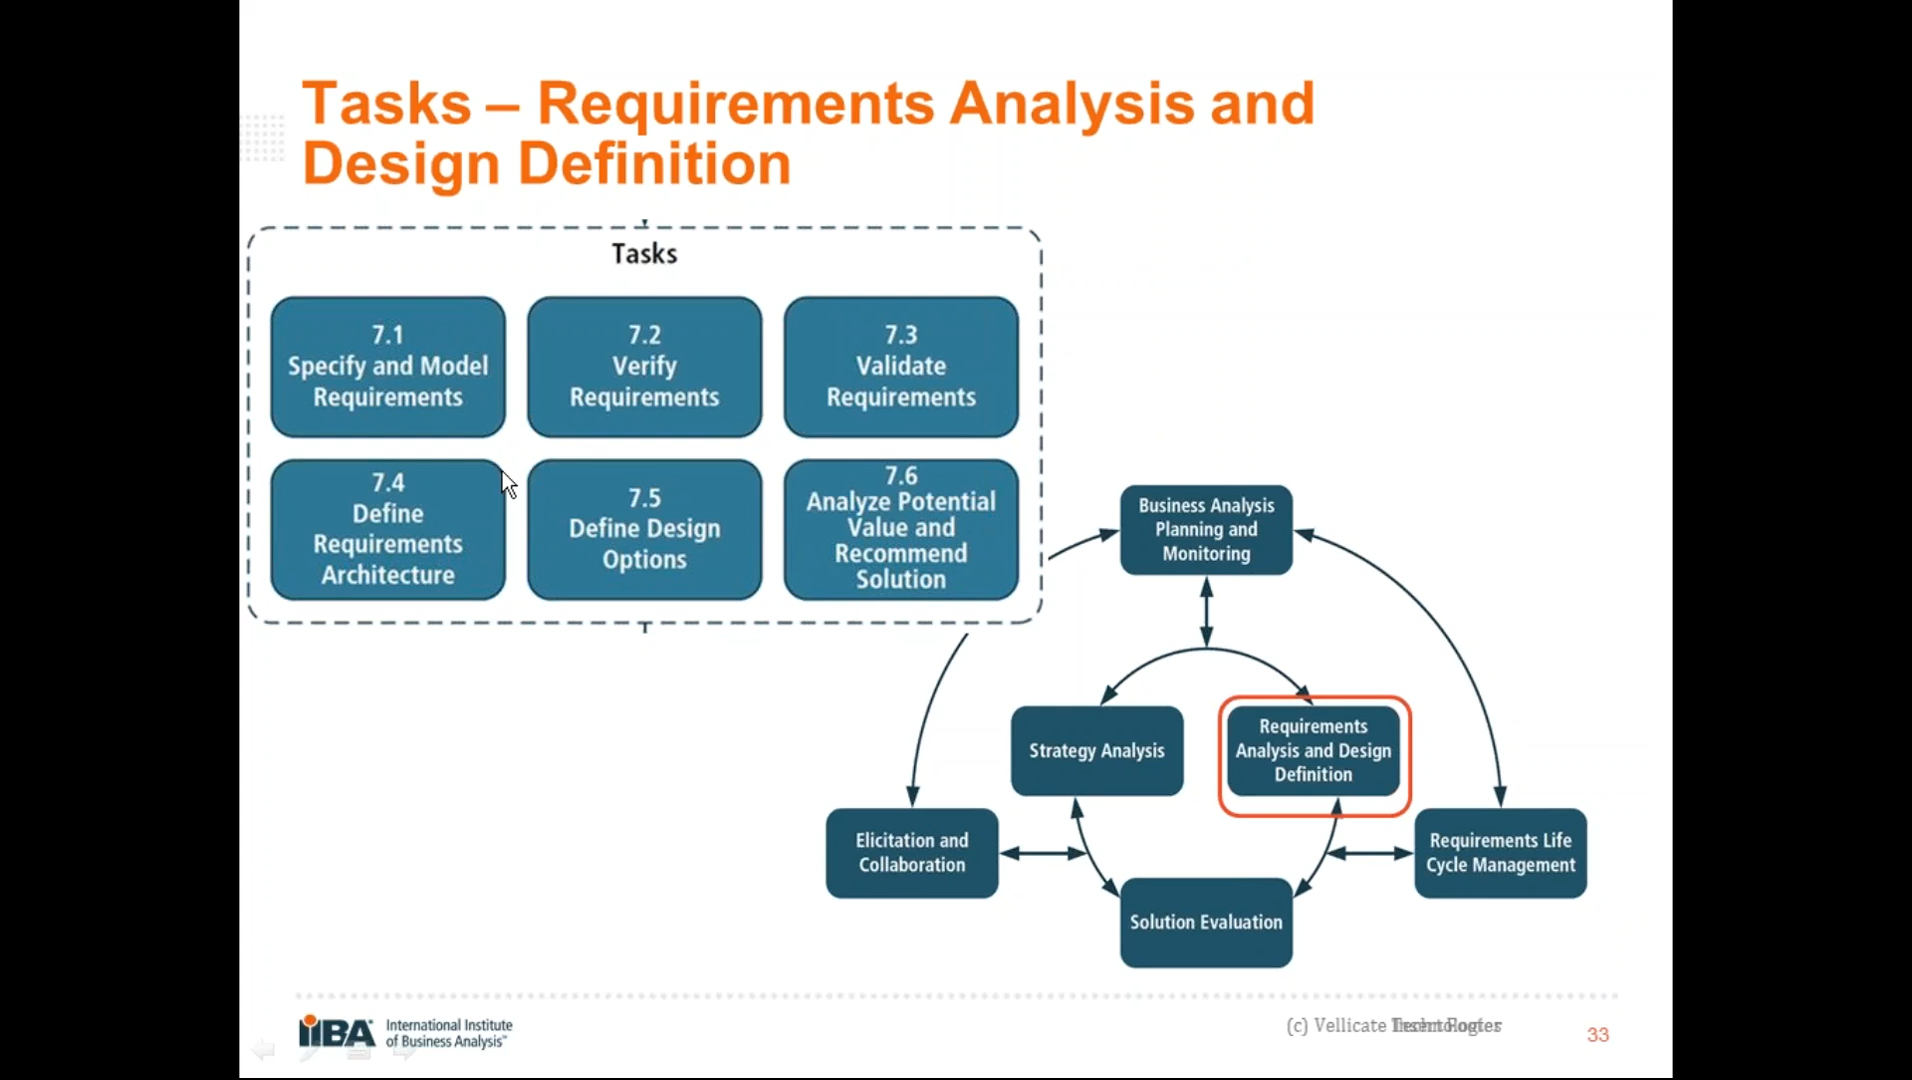 Tasks – Requirements Analysis and
Design Definition
Tasks
7.1
Specify and Model
Requirements
7.2
Verify
Requirements
7.3
Validate
Requirements
7.4
Define
Requirements
Architecture
7.5
Define Design
Options
7.6
Analyze Potential
Value and
Recommend
Solution
Business Analysis
Planning and
Monitoring
Strategy Analysis
Requirements
Analysis and Design
Definition
Elicitation and
Collaboration
Requirements Life
Cycle Management
Solution Evaluation
IIBA
International Institute
of Business Analysis™
(c) Vellicate
33